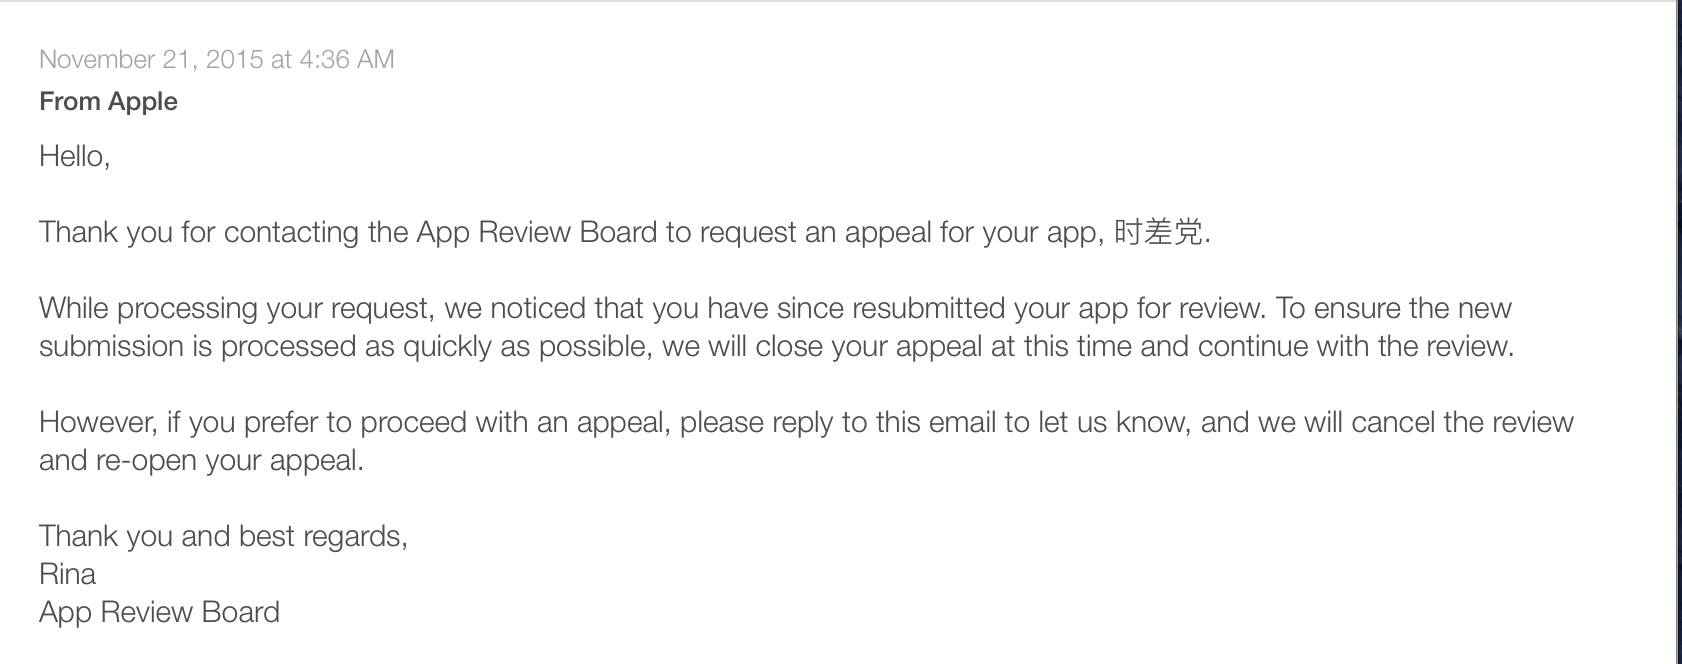 November 21, 2015 at 4:36 AM
From Apple
Hello,
Thank you for contacting the App Review Board to request an appeal for your app, 时差党.
While processing your request, we noticed that you have since resubmitted your app for review. To ensure the new
submission is processed as quickly as possible, we will close your appeal at this time and continue with the review.
However, if you prefer to proceed with an appeal, please reply to this email to let us know, and we will cancel the review
and re-open your appeal.
Thank you and best regards,
Rina
App Review Board